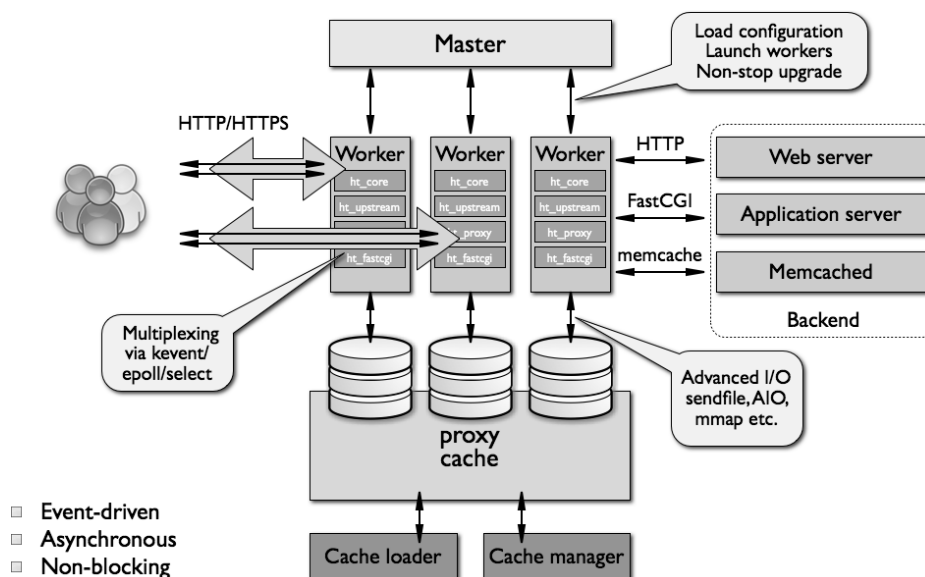 Master
Load configuration
Launch workers
Non-stop upgrade
HTTP/HTTPS
Worker
ht_core
ht_upstream
ht_fastcgi
Worker
ht_core
ht_upstream
ht_proxy
ht_fastcgi
Worker
ht_core
ht_upstream
ht_proxy
ht_fastcgi
HTTP
FastCGI
memcache
Web server
Application server
Memcached
Backend
Multiplexing
via kevent/
epoll/select
Advanced I/O
sendfile, AIO,
mmap etc.
proxy
cache
Event-driven
Asynchronous
Non-blocking
Cache loader
Cache manager